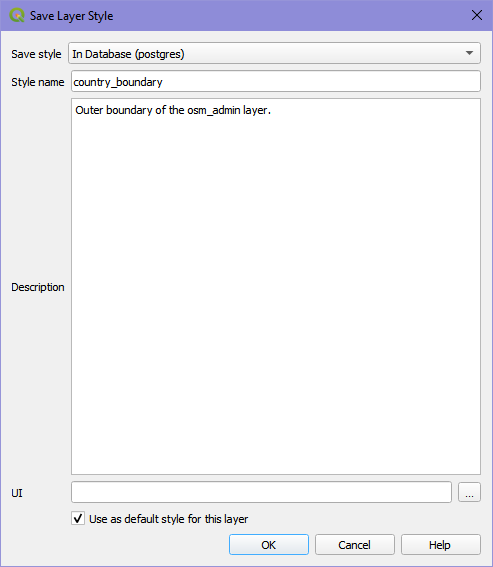 Save Layer Style
Save style In Database (postgres)
Style name country_boundary
Outer boundary of the osm_admin layer.
Description
UI ...
Use as default style for this layer
OK Cancel Help